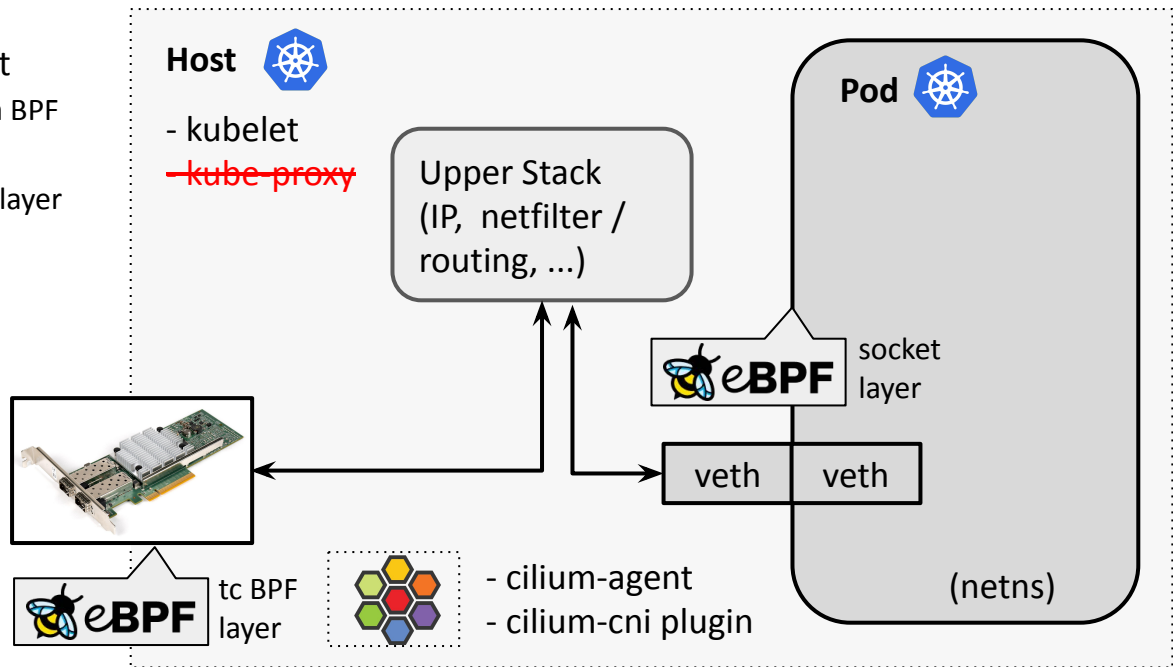 t
BPF
layer
Host
- kubelet
- kube-proxy
Upper Stack
(IP, netfilter /
routing, ...)
Pod
eBPF
socket
layer
veth
veth
(netns)
eBPF
tc BPF
layer
- cilium-agent
- cilium-cni plugin